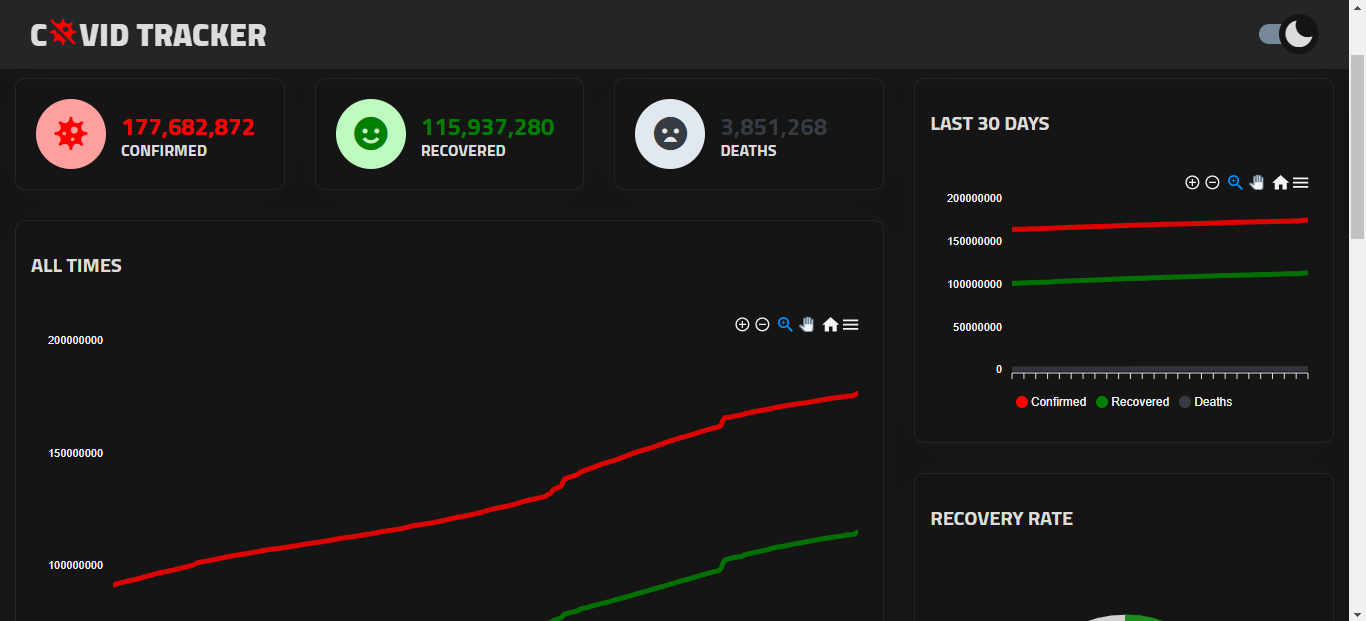 C VID TRACKER
177,682,872
CONFIRMED
115,937,280
RECOVERED
3,851,268
DEATHS
LAST 30 DAYS
200000000
150000000
100000000
50000000
0
Confirmed Recovered Deaths
ALL TIMES
200000000
150000000
100000000
RECOVERY RATE